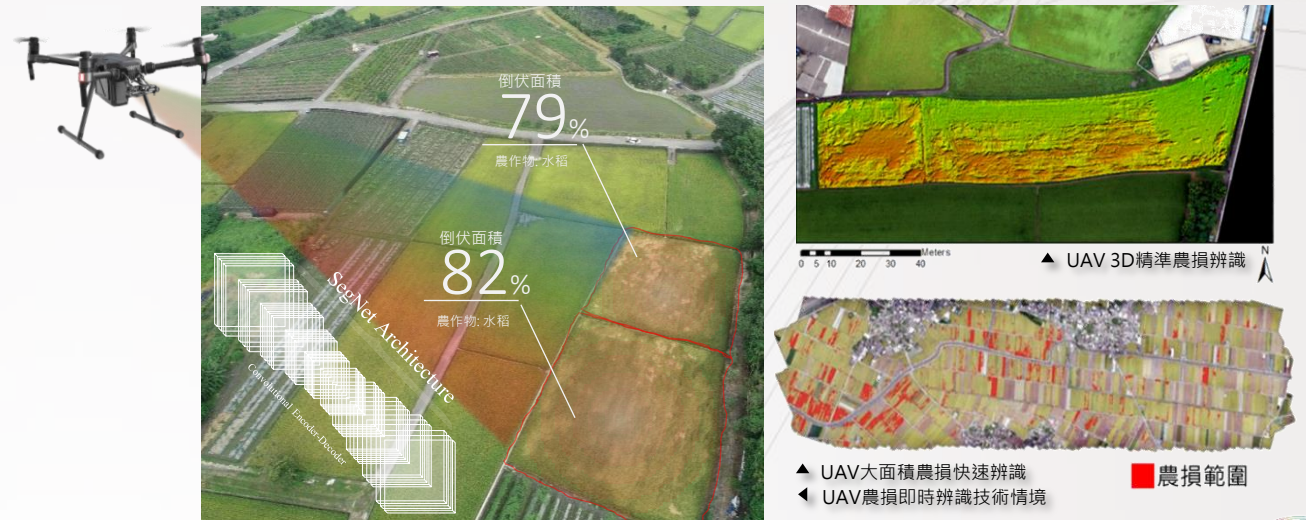 倒伏面積
79%
農作物: 水稻
倒伏面積
82%
農作物: 水稻
SegNet Architecture
Convolutional Encoder-Decoder
Meters
0 5 10 20 30 40
N
▲ UAV 3D精準農損辨識
▲ UAV大面積農損快速辨識
◀ UAV農損即時辨識技術情境
農損範圍